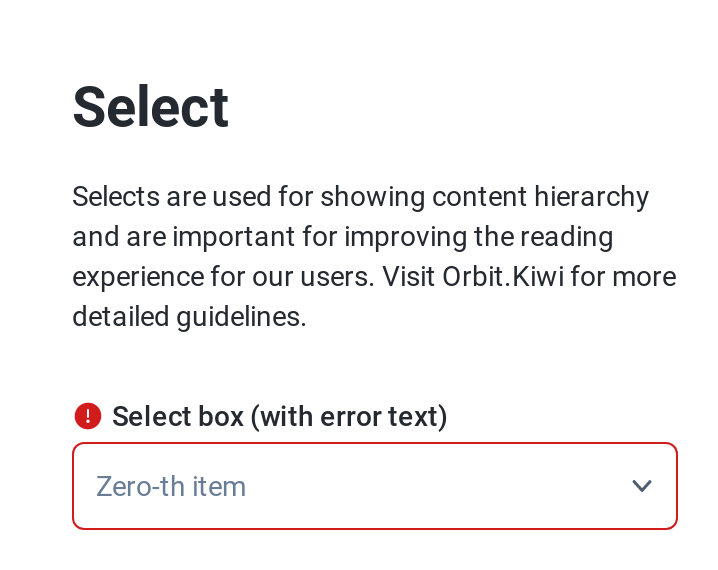 Select
Selects are used for showing content hierarchy
and are important for improving the reading
experience for our users. Visit Orbit.Kiwi for more
detailed guidelines.
Select box (with error text)
Zero-th item